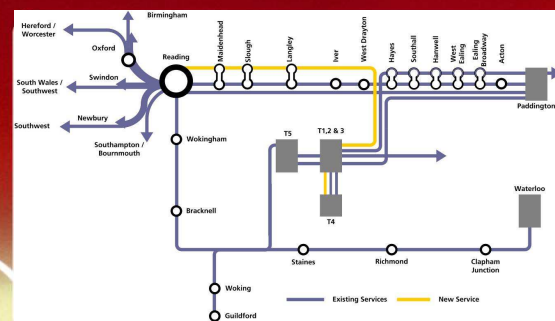 Birmingham
Hereford /
Worcester
Oxford
Reading
Maidenhead
Slough
Langley
Iver
West Drayton
Hayes
Southall
Hanwell
West
Ealing
Ealing
Broadway
Acton
South Wales /
Southwest
Swindon
Paddington
Newbury
Southwest
Southampton /
Bournmouth
Wokingham
T5
T1,2 & 3
T4
Waterloo
Bracknell
Staines
Richmond
Clapham
Junction
Woking
Guildford
Existing Services
New Service